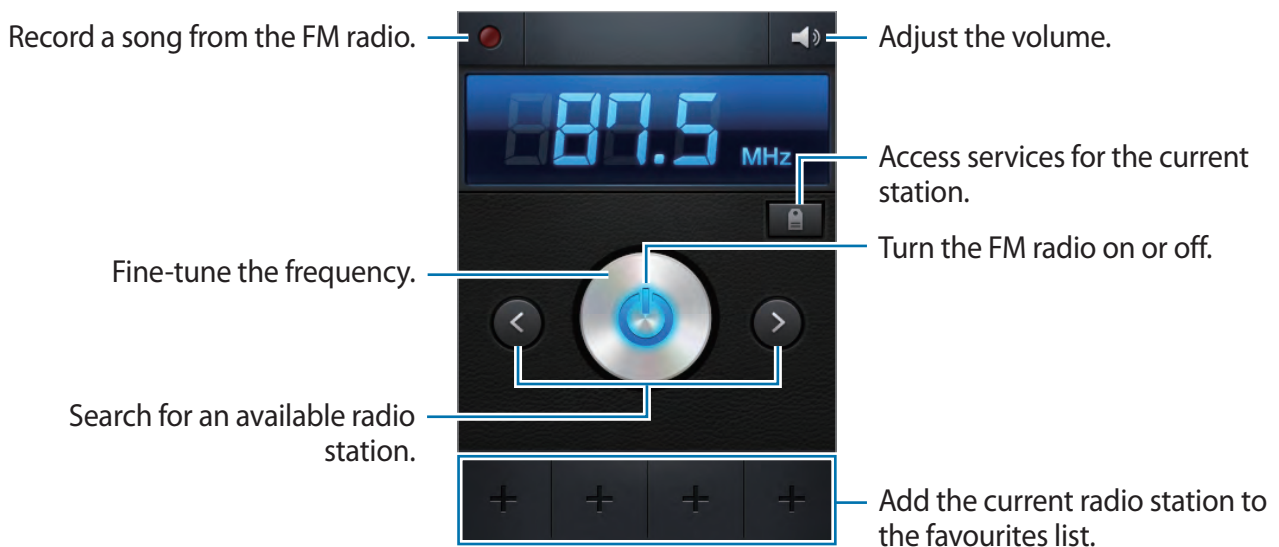 Record a song from the FM radio.
Adjust the volume.
87.5 MHz
Access services for the current
station.
Turn the FM radio on or off.
Fine-tune the frequency.
Search for an available radio
station.
Add the current radio station to
the favourites list.